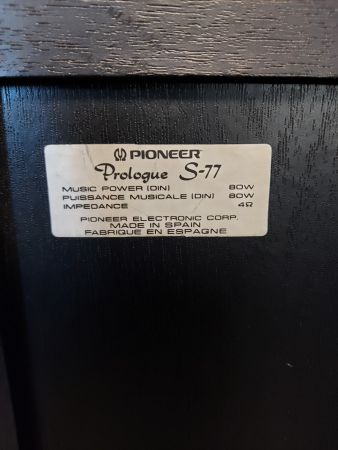 PIONEER
Prologue S-77
MUSIC POWER (DIN) 80W
PUISSANCE MUSICALE (DIN) 80W
IMPEDANCE 4Ω
PIONEER ELECTRONIC CORP.
MADE IN SPAIN
FABRIQUE EN ESPAGNE